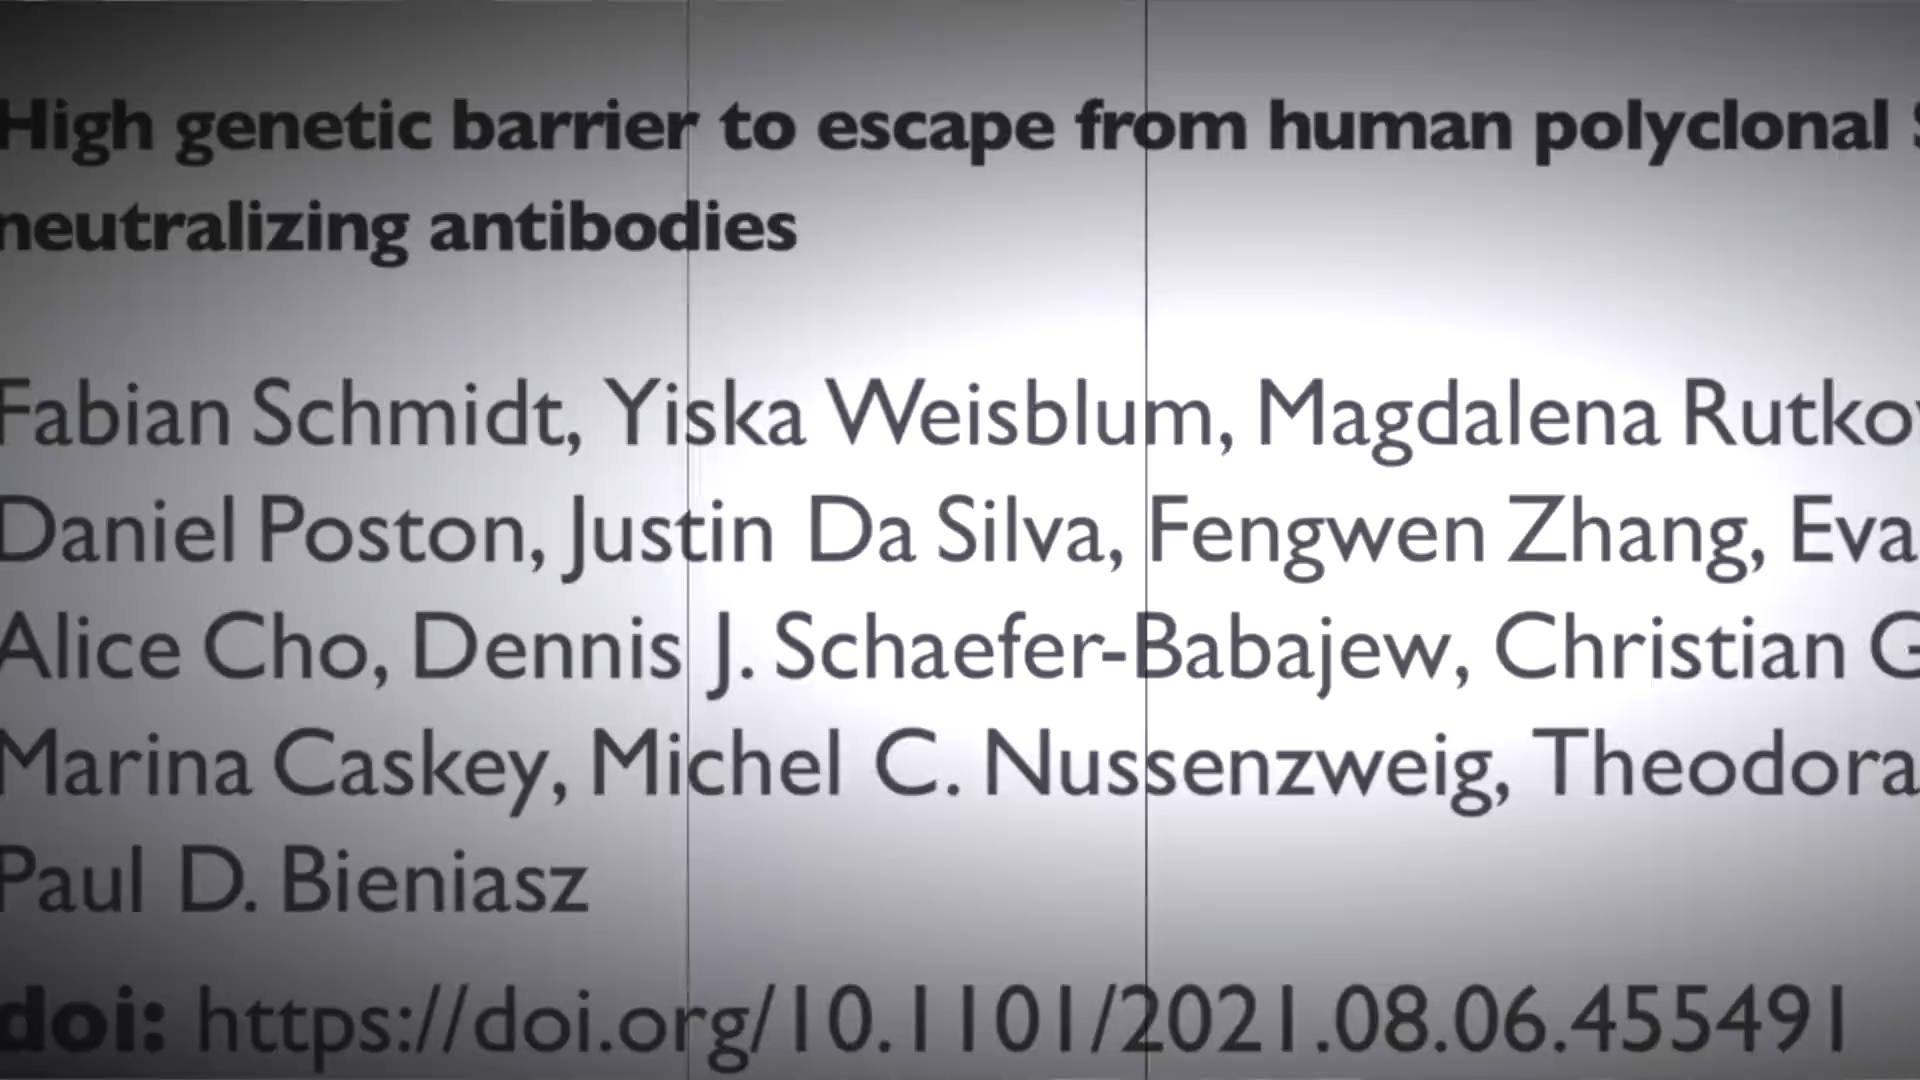 High genetic barrier to escape from human polyclonal
neutralizing antibodies
Fabian Schmidt, Yiska Weisblum, Magdalena
Daniel Poston, Justin Da Silva, Fengwen Zhang, Eva
Alice Cho, Dennis J. Schaefer-Babajew, Christian
Marina Caskey, Michel C. Nussenzweig, Theodora
Paul D. Bieniasz
doi: https://doi.org/10.1101/2021.08.06.455491